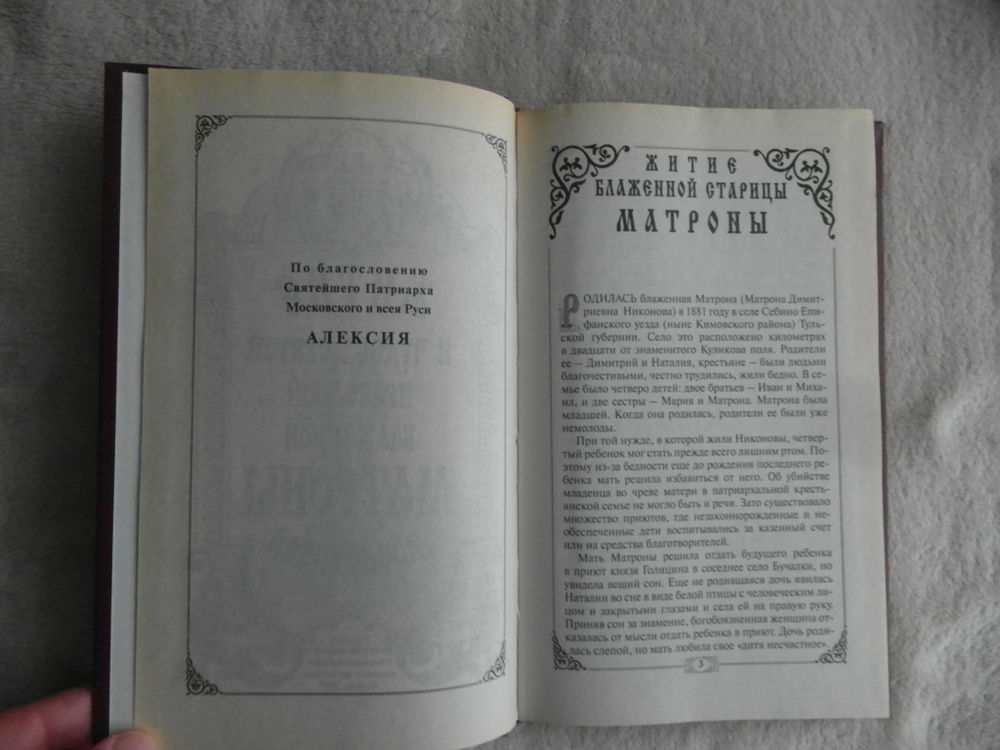 По благословению
Святейшего Патриарха
Московского и всея Руси
АЛЕКСИЯ
ЖИТИЕ
БЛАЖЕННОЙ СТАРИЦЫ
МАТРОНЫ
РОДИЛАСЬ блаженная Матрона (Матрона Димит-
риевна Никонова) в 1881 году в селе Себино Епи-
фанского уезда (ныне Кимовского района) Туль-
ской губернии. Село это расположено километрах
в двадцати от знаменитого Куликова поля. Родители
ее – Димитрий и Наталия, крестьяне – были людьми
благочестивыми, честно трудились, жили бедно. В се-
мье было четверо детей: двое братьев – Иван и Миха-
ил, и две сестры – Мария и Матрона. Матрона была
младшей. Когда она родилась, родители ее были уже
немолоды.
При той нужде, в которой жили Никоновы, четвер-
тый ребенок мог стать прежде всего лишним ртом. По-
этому из-за бедности еще до рождения последнего ре-
бенка мать решила избавиться от него. Об убийстве
младенца во чреве матери в патриархальной кресть-
янской семье не могло быть и речи. Зато существовало
множество приютов, где незаконнорожденные и не-
обеспеченные дети воспитывались за казенный счет
или на средства благотворителей.
Мать Матроны решила отдать будущего ребенка
в приют князя Голицина в соседнее село Бучалки, но
увидела вещий сон. Еще не родившаяся дочь явилась
Наталии во сне в виде белой птицы с человеческим ли-
цом и закрытыми глазами и села ей на правую руку.
Приняв сон за знамение, богобоязненная женщина от-
казалась от мысли отдать ребенка в приют. Дочь роди-
лась слепой, но мать любила свое «дитя несчастное».
3